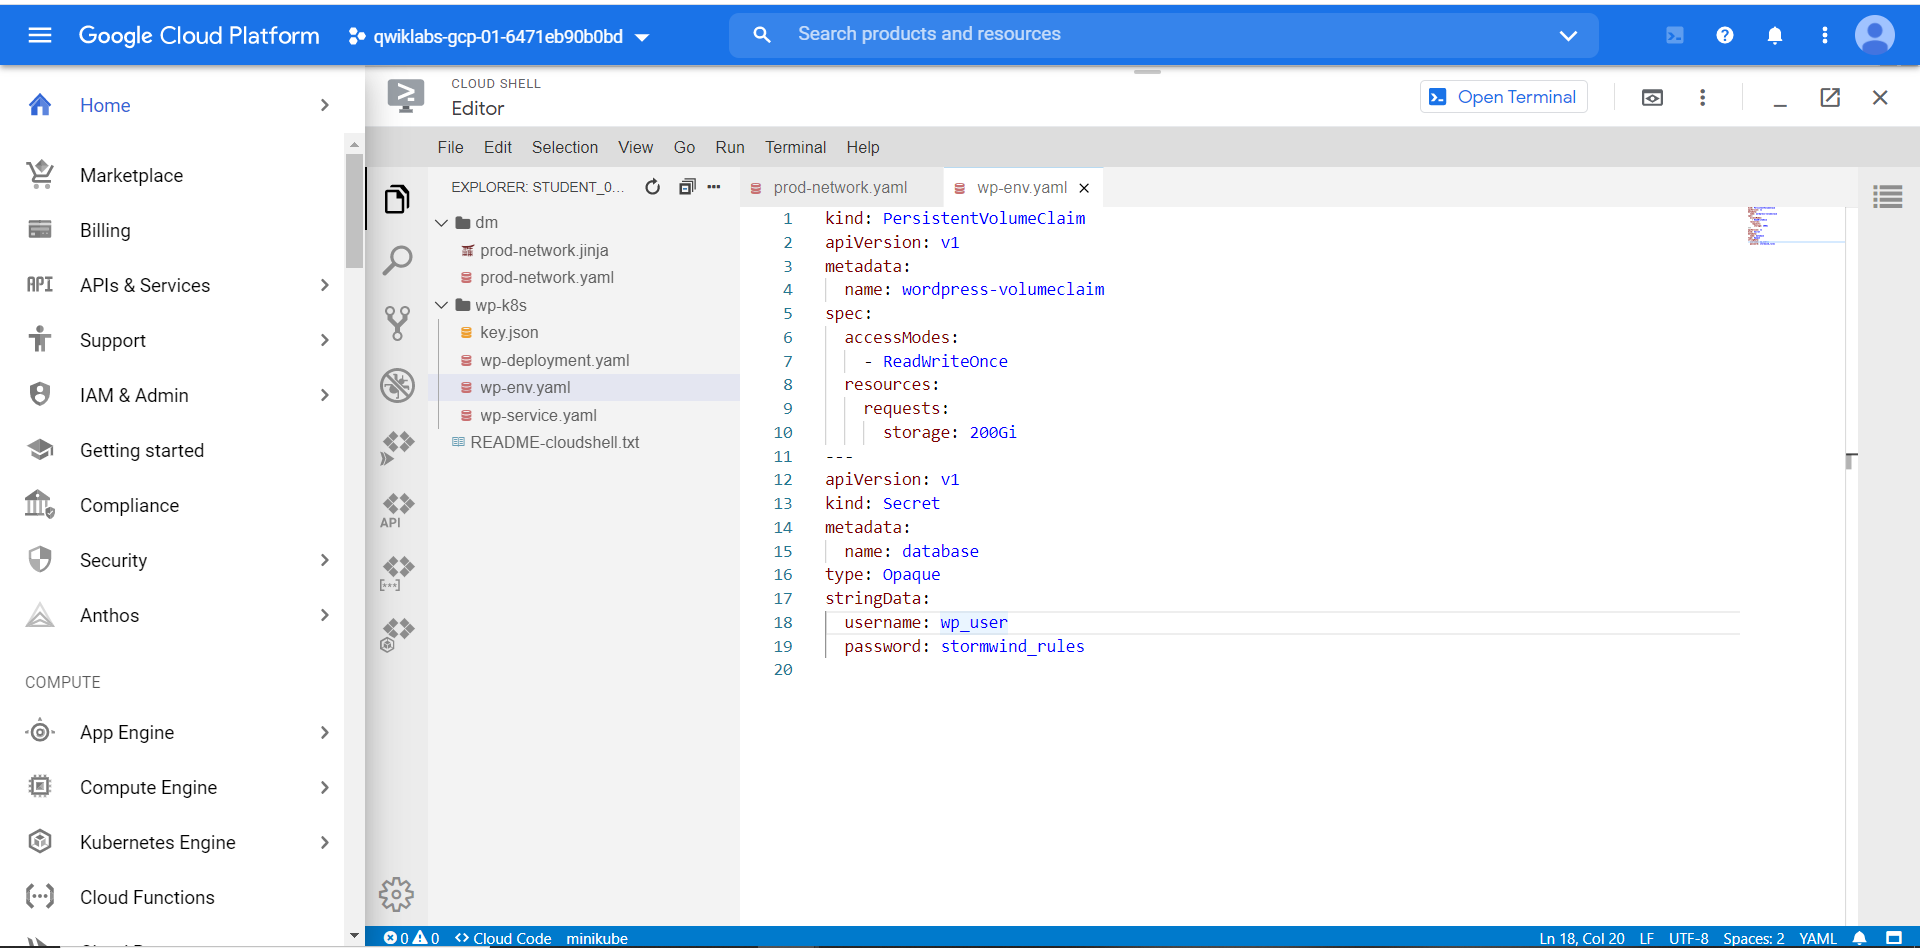 Google Cloud Platform
qwiklabs-gcp-01-6471eb90b0bd
Search products and resources
Home
Marketplace
Billing
API
APIs & Services
Support
IAM & Admin
Getting started
Compliance
Security
Anthos
COMPUTE
App Engine
Compute Engine
Kubernetes Engine
Cloud Functions
CLOUD SHELL
Editor
Open Terminal
File Edit Selection View Go Run Terminal Help
EXPLORER: STUDENT_0...
dm
prod-network.jinja
prod-network.yaml
wp-k8s
key.json
wp-deployment.yaml
wp-env.yaml
wp-service.yaml
README-cloudshell.txt
API
prod-network.yaml
wp-env.yaml
1 kind: PersistentVolumeClaim
2 apiVersion: v1
3 metadata:
4 name: wordpress-volumeclaim
5 spec:
6 accessModes:
7 - ReadWriteOnce
8 resources:
9 requests:
10 storage: 200Gi
11 ---
12 apiVersion: v1
13 kind: Secret
14 metadata:
15 name: database
16 type: Opaque
17 stringData:
18 username: wp_user
19 password: stormwind_rules
20
0 0 <> Cloud Code minikube
Ln 18, Col 20 LF UTF-8 Spaces: 2 YAML